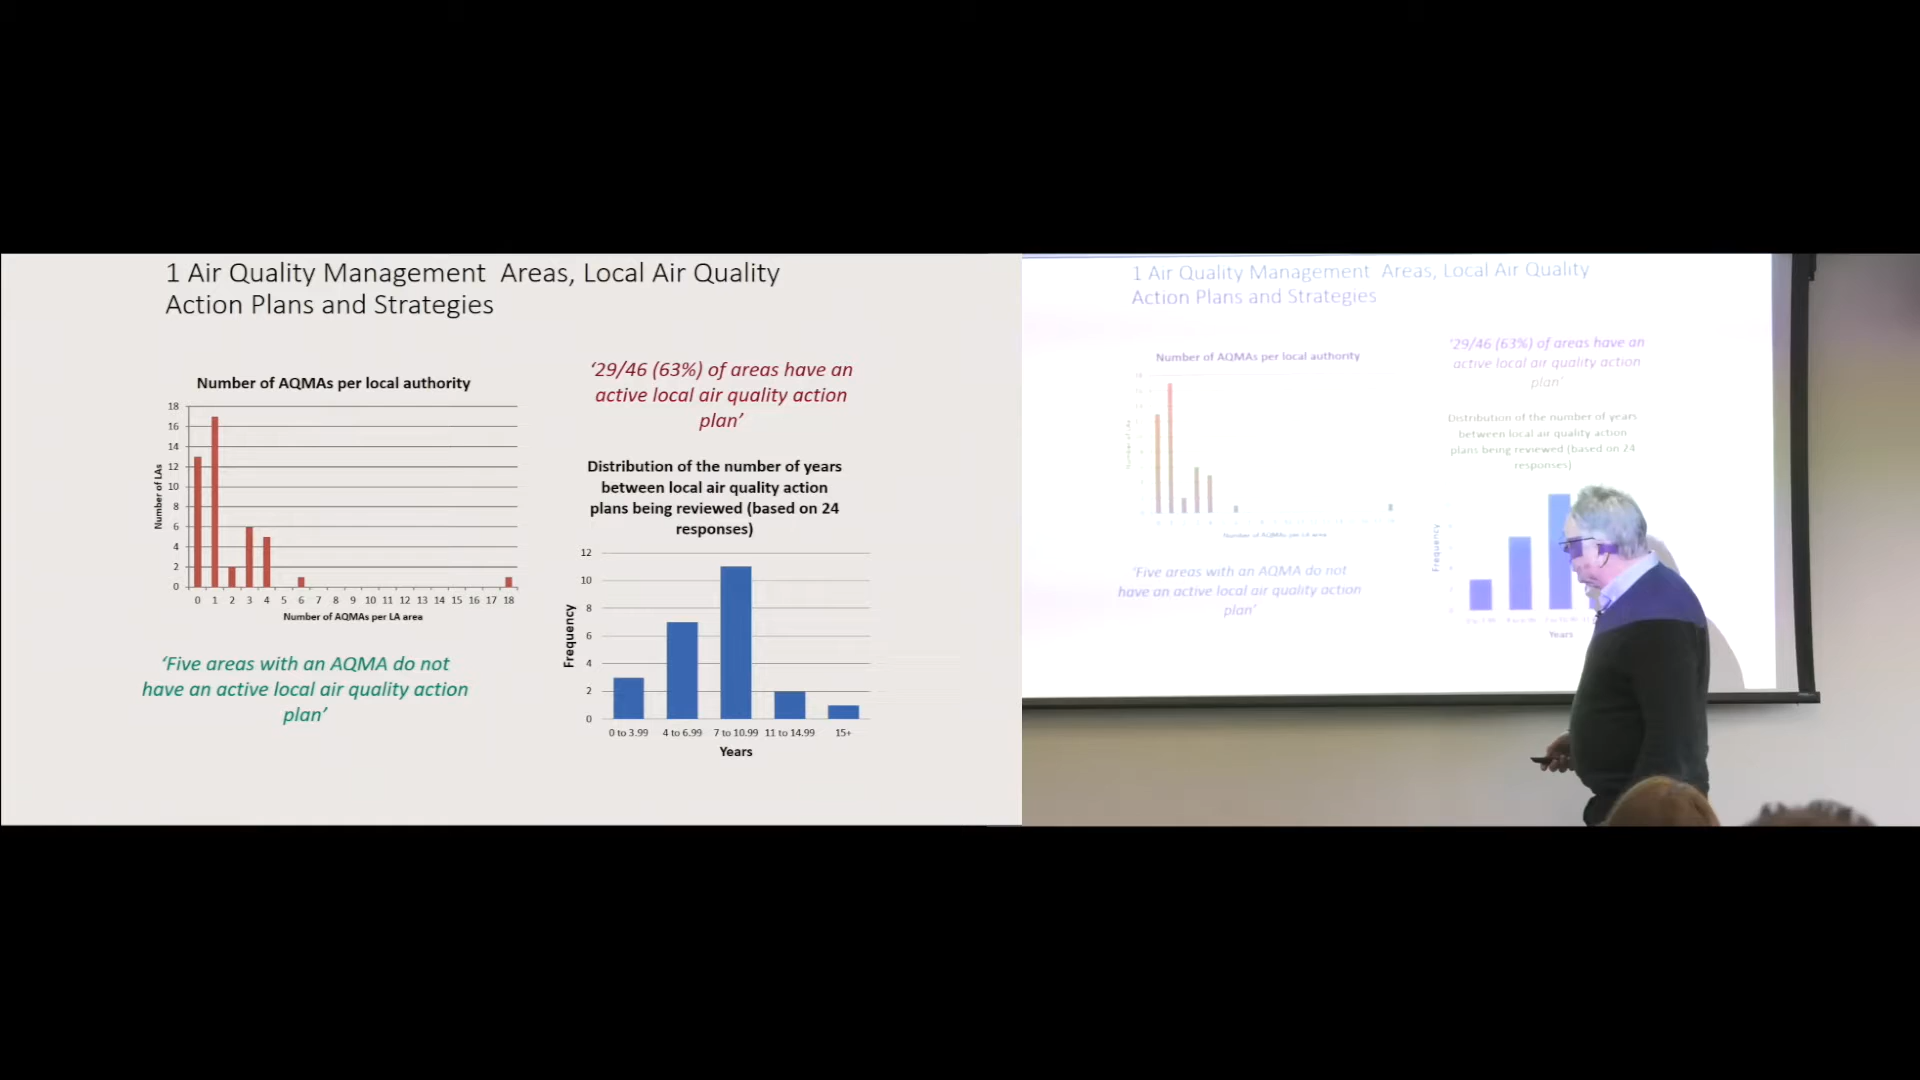 1 Air Quality Management Areas, Local Air Quality
Action Plans and Strategies
Number of AQMAs per local authority
18
16
14
12
10
8
6
4
2
0
Number of LAs
0 1 2 3 4 5 6 7 8 9 10 11 12 13 14 15 16 17 18
Number of AQMAs per LA area
‘Five areas with an AQMA do not
have an active local air quality action
plan’
‘29/46 (63%) of areas have an
active local air quality action
plan’
Distribution of the number of years
between local air quality action
plans being reviewed (based on 24
responses)
12
10
8
6
4
2
0
Frequency
0 to 3.99 4 to 6.99 7 to 10.99 11 to 14.99 15+
Years
1 Air Quality Management Areas, Local Air Quality
Action Plans and Strategies
Number of AQMAs per local authority
Number of AQMAs per LA area
‘Five areas with an AQMA do not
have an active local air quality action
plan’
‘29/46 (63%) of areas have an
active local air quality action
plan’
Distribution of the number of years
between local air quality action
plans being reviewed (based on 24
responses)
Frequency
Years